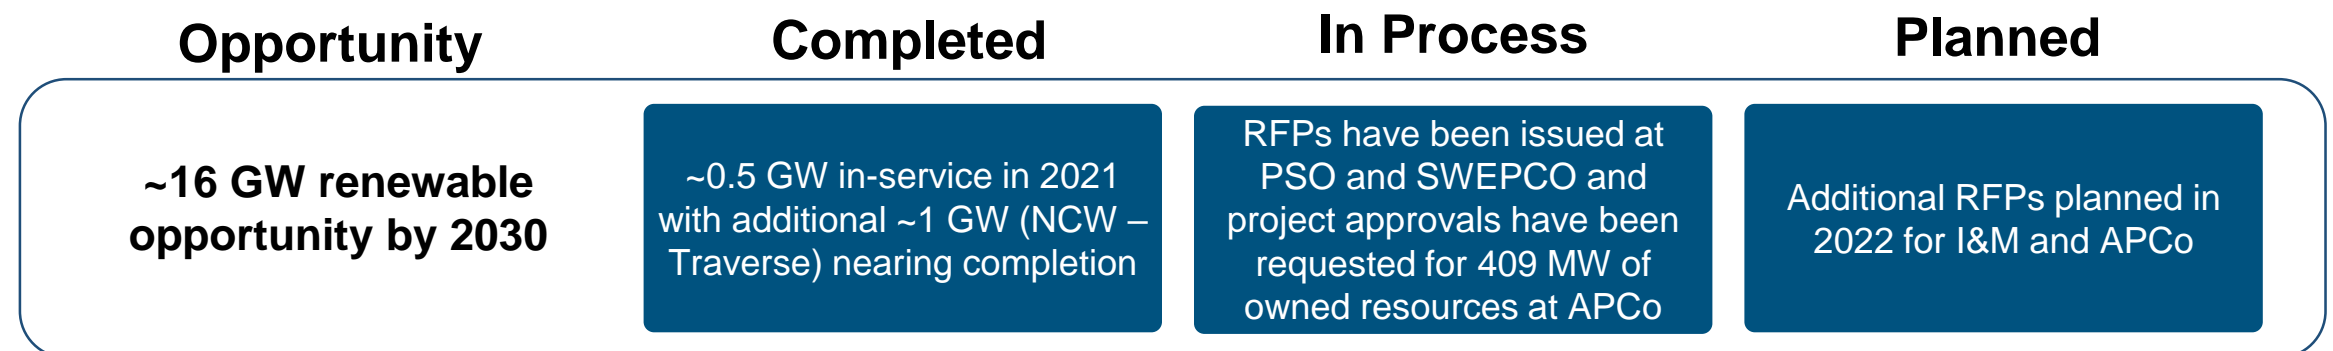 Opportunity
Completed
In Process
Planned
~16 GW renewable
opportunity by 2030
~0.5 GW in-service in 2021
with additional ~1 GW (NCW –
Traverse) nearing completion
RFPs have been issued at
PSO and SWEPCO and
project approvals have been
requested for 409 MW of
owned resources at APCo
Additional RFPs planned in
2022 for I&M and APCo